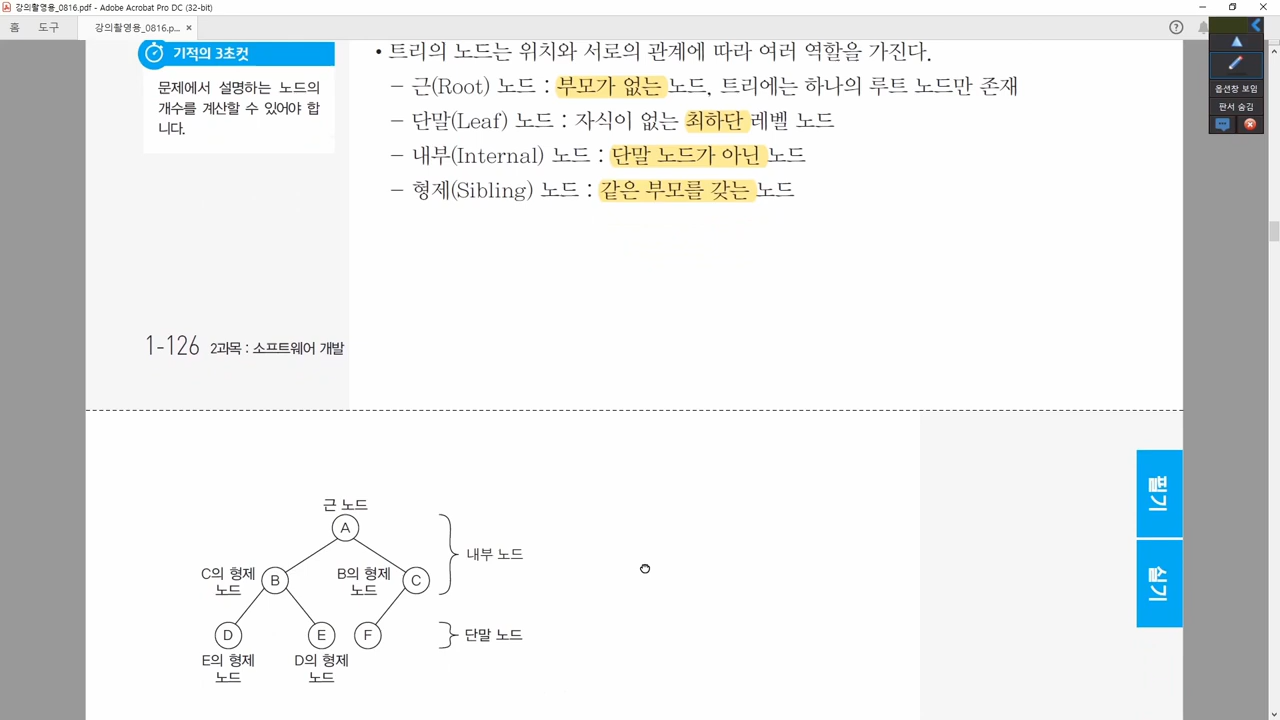 강의촬영용_0816.pdf - Adobe Acrobat Pro DC (32-bit)
홈 도구 강의촬영용_0816.p... ×
옵션창 보임
판서 숨김
기적의 3초컷
문제에서 설명하는 노드의
개수를 계산할 수 있어야 합
니다.
• 트리의 노드는 위치와 서로의 관계에 따라 여러 역할을 가진다.
– 근(Root) 노드 : 부모가 없는 노드, 트리에는 하나의 루트 노드만 존재
– 단말(Leaf) 노드 : 자식이 없는 최하단 레벨 노드
– 내부(Internal) 노드 : 단말 노드가 아닌 노드
– 형제(Sibling) 노드 : 같은 부모를 갖는 노드
1-126 2과목 : 소프트웨어 개발
필기
실기
근 노드
A
내부 노드
C의 형제
노드
B
B의 형제
노드
C
D
E
F
단말 노드
E의 형제
노드
D의 형제
노드